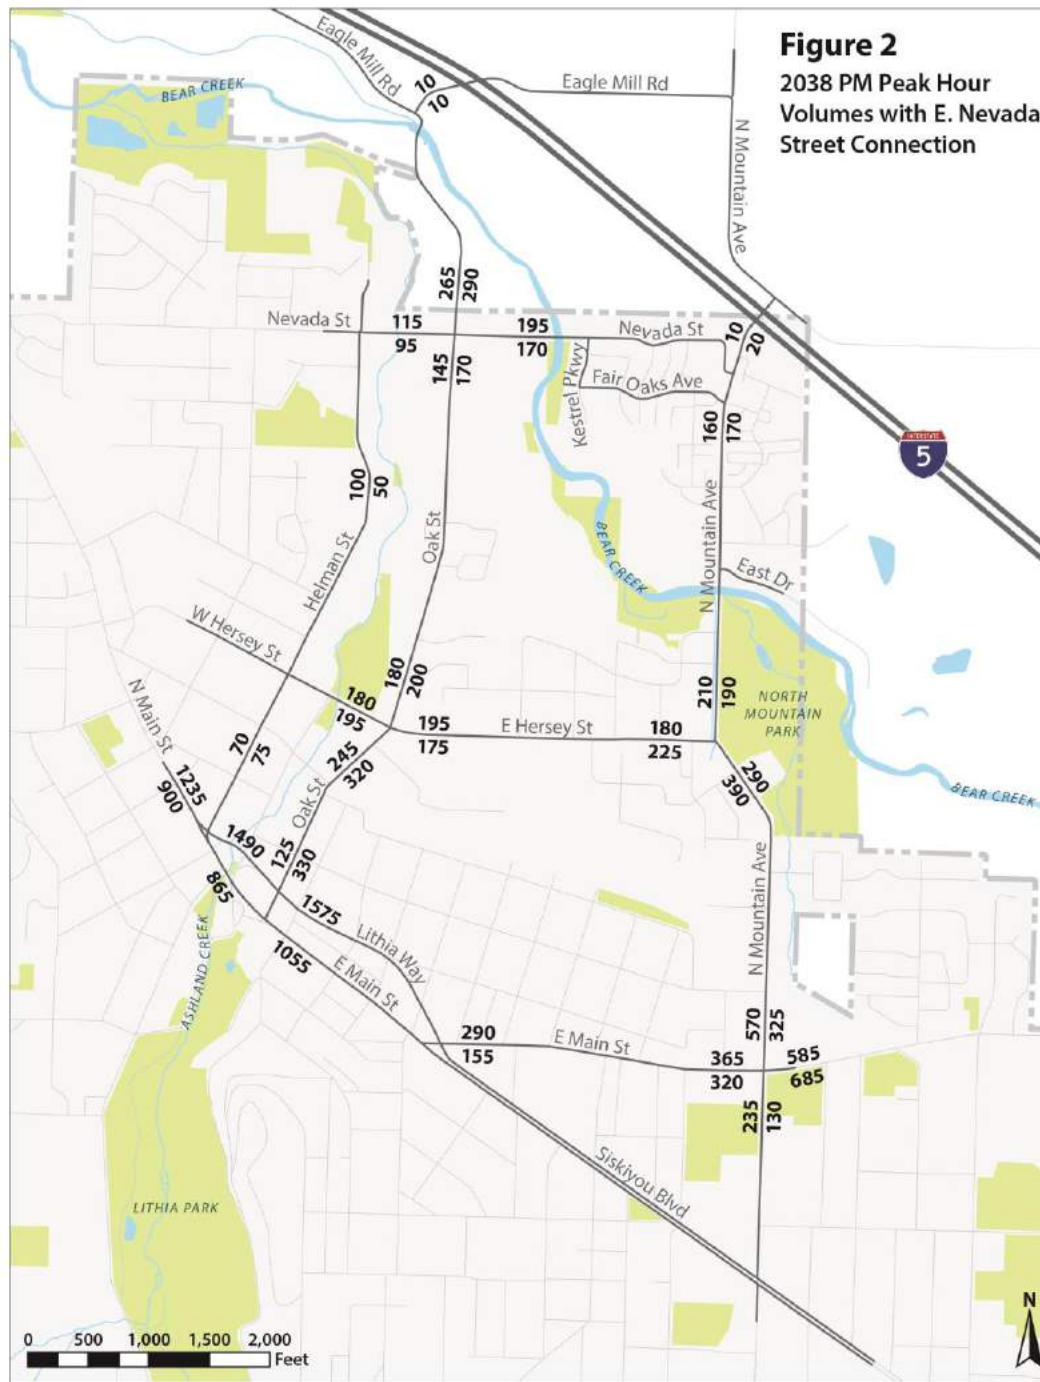 Figure 2
2038 PM Peak Hour
Volumes with E. Nevada
Street Connection
Eagle Mill Rd
10
10
Eagle Mill Rd
BEAR CREEK
N Mountain Ave
265
290
Nevada St
115
95
195
170
Nevada St
10
20
145
170
Kestrel Pkwy
Fair Oaks Ave
160
170
INTERSTATE
5
100
50
Oak St
N Mountain Ave
BEAR CREEK
East Dr
Helman St
W Hersey St
180
200
180
195
195
175
E Hersey St
180
225
210
190
NORTH
MOUNTAIN
PARK
N Main St
70
75
245
320
290
390
BEAR CREEK
1235
900
Oak St
1490
125
330
865
N Mountain Ave
1575
Lithia Way
1055
E Main St
ASHLAND CREEK
290
155
E Main St
570
325
365
320
585
685
235
130
Siskiyou Blvd
LITHIA PARK
N
0 500 1,000 1,500 2,000
Feet